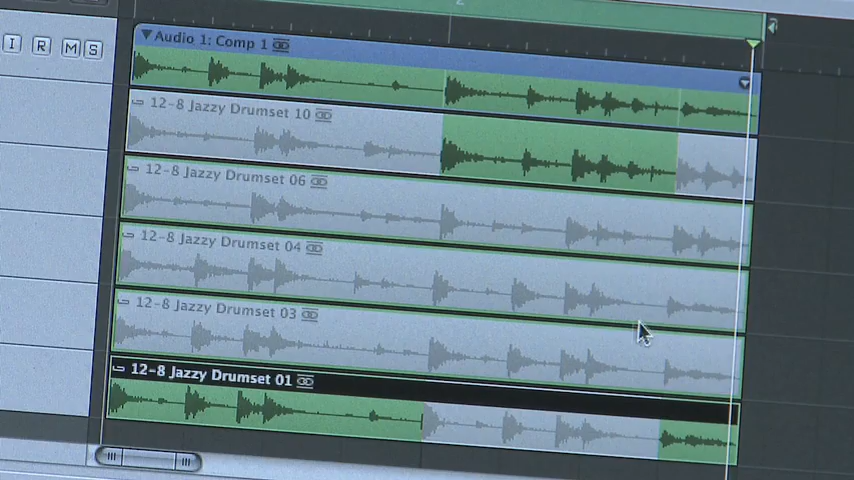 2
I R M S
Audio 1: Comp 1
12-8 Jazzy Drumset 10
12-8 Jazzy Drumset 06
12-8 Jazzy Drumset 04
12-8 Jazzy Drumset 03
12-8 Jazzy Drumset 01